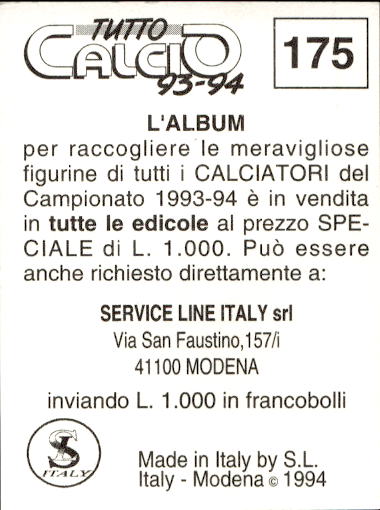 TUTTO
CALCIO
93-94
175
L'ALBUM
per raccogliere le meravigliose
figurine di tutti i CALCIATORI del
Campionato 1993-94 è in vendita
in tutte le edicole al prezzo SPE-
CIALE di L. 1.000. Può essere
anche richiesto direttamente a:
SERVICE LINE ITALY srl
Via San Faustino,157/i
41100 MODENA
inviando L. 1.000 in francobolli
SL
ITALY
Made in Italy by S.L.
Italy - Modena © 1994